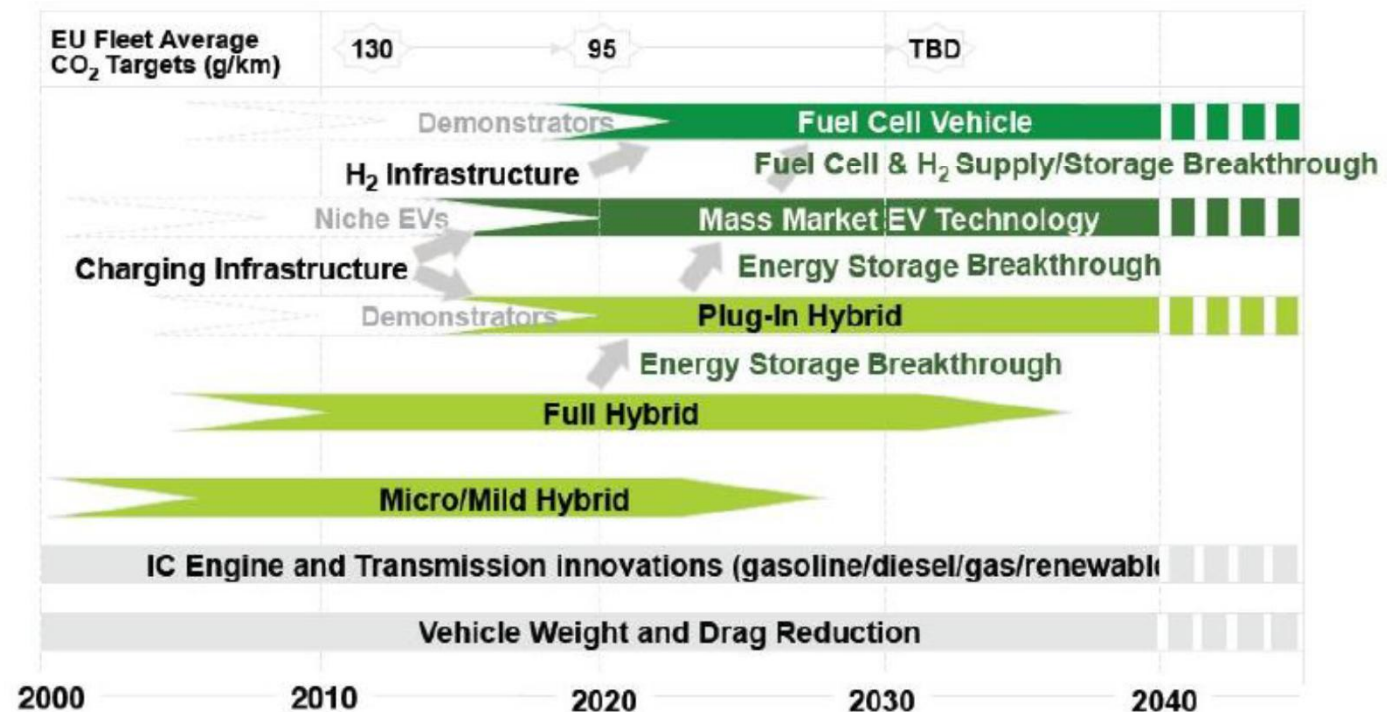 EU Fleet Average
CO₂ Targets (g/km)
130
95
TBD
Demonstrators
Fuel Cell Vehicle
H₂ Infrastructure
Fuel Cell & H₂ Supply/Storage Breakthrough
Niche EVs
Mass Market EV Technology
Charging Infrastructure
Energy Storage Breakthrough
Demonstrators
Plug-In Hybrid
Energy Storage Breakthrough
Full Hybrid
Micro/Mild Hybrid
IC Engine and Transmission innovations (gasoline/diesel/gas/renewable
Vehicle Weight and Drag Reduction
2000
2010
2020
2030
2040